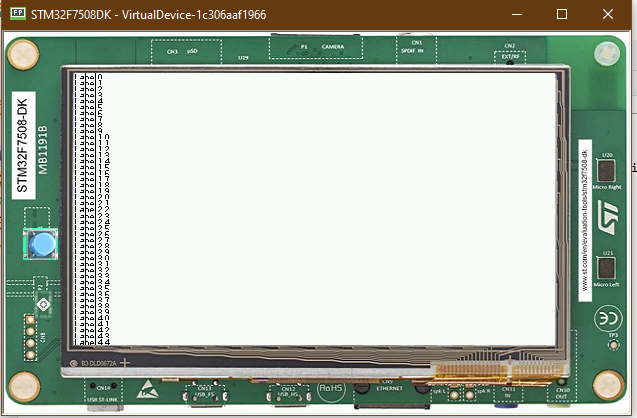 STM32F7508DK - VirtualDevice-1c306aaf1966
CN3 µSD
P1 CAMERA
CN1
SPDIF IN
CN2
EXT/RF
U19
STM32F7508-DK
MB1191B
label 0
label 1
label 2
label 3
label 4
label 5
label 6
label 7
label 8
label 9
label 10
label 11
label 12
label 13
label 14
label 15
label 16
label 17
label 18
label 19
label 20
label 21
label 22
label 23
label 24
label 25
label 26
label 27
label 28
label 29
label 30
label 31
label 32
label 33
label 34
label 35
label 36
label 37
label 38
label 39
label 40
label 41
label 42
label 43
label 44
U20
Micro Right
www.st.com/en/evaluation-tools/stm32f7508-dk
U21
Micro Left
CE
TP3
P2
CN8
B3 DLD0672A
CN14
USB ST-LINK
CN13
USB_FS
CN12
USB_HS
RoHS
CN9
ETHERNET
spk L
spk R
CN11
IN
CN10
OUT